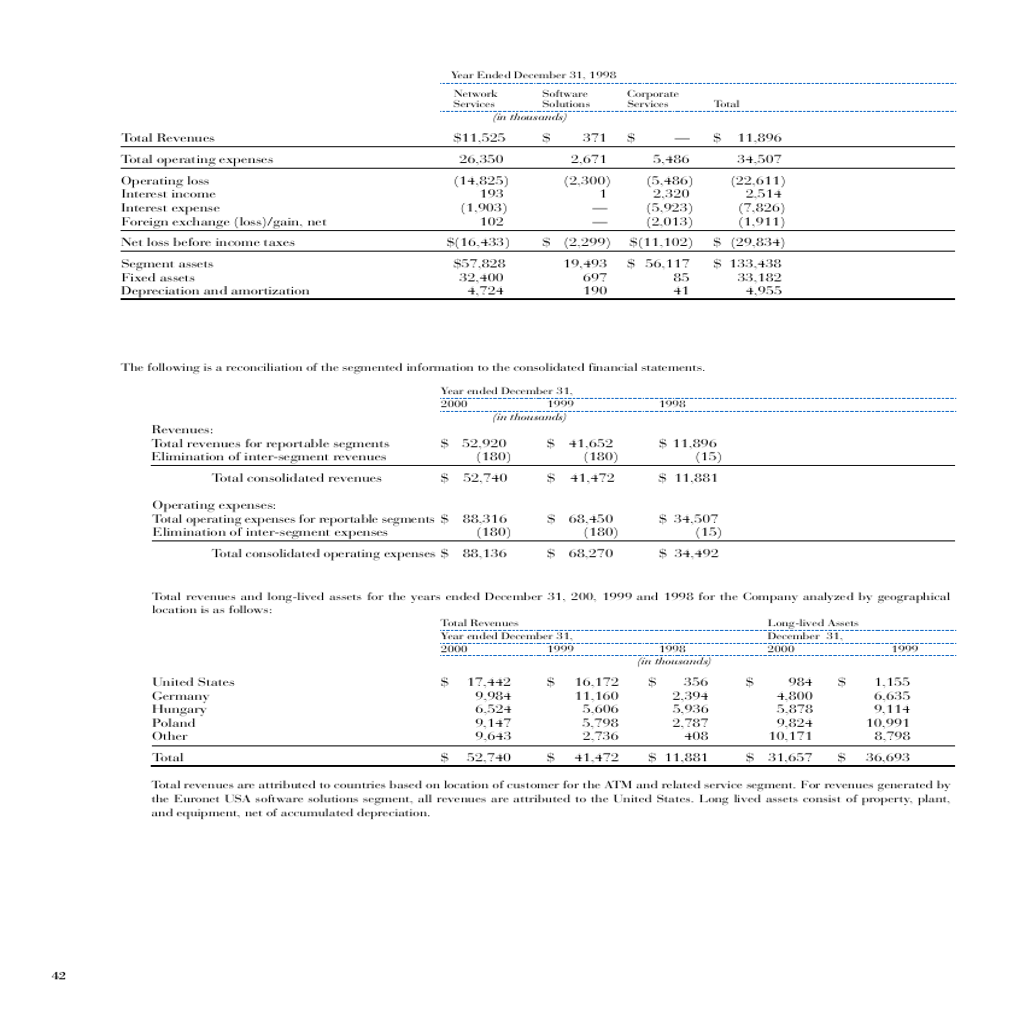 Year Ended December 31, 1998
Network Software Corporate
Services Solutions Services Total
(in thousands)
Total Revenues $11,525 $ 371 $ — $ 11,896
Total operating expenses 26,350 2,671 5,486 34,507
Operating loss (14,825) (2,300) (5,486) (22,611)
Interest income 193 1 2,320 2,514
Interest expense (1,903) — (5,923) (7,826)
Foreign exchange (loss)/gain, net 102 — (2,013) (1,911)
Net loss before income taxes $(16,433) $ (2,299) $(11,102) $ (29,834)
Segment assets $57,828 19,493 $ 56,117 $ 133,438
Fixed assets 32,400 697 85 33,182
Depreciation and amortization 4,724 190 41 4,955
The following is a reconciliation of the segmented information to the consolidated financial statements.
Year ended December 31,
2000 1999 1998
(in thousands)
Revenues:
Total revenues for reportable segments $ 52,920 $ 41,652 $ 11,896
Elimination of inter-segment revenues (180) (180) (15)
Total consolidated revenues $ 52,740 $ 41,472 $ 11,881
Operating expenses:
Total operating expenses for reportable segments $ 88,316 $ 68,450 $ 34,507
Elimination of inter-segment expenses (180) (180) (15)
Total consolidated operating expenses $ 88,136 $ 68,270 $ 34,492
Total revenues and long-lived assets for the years ended December 31, 200, 1999 and 1998 for the Company analyzed by geographical
location is as follows:
Total Revenues Long-lived Assets
Year ended December 31, December 31,
2000 1999 1998 2000 1999
(in thousands)
United States $ 17,442 $ 16,172 $ 356 $ 984 $ 1,155
Germany 9,984 11,160 2,394 4,800 6,635
Hungary 6,524 5,606 5,936 5,878 9,114
Poland 9,147 5,798 2,787 9,824 10,991
Other 9,643 2,736 408 10,171 8,798
Total $ 52,740 $ 41,472 $ 11,881 $ 31,657 $ 36,693
Total revenues are attributed to countries based on location of customer for the ATM and related service segment. For revenues generated by
the Euronet USA software solutions segment, all revenues are attributed to the United States. Long lived assets consist of property, plant,
and equipment, net of accumulated depreciation.
42